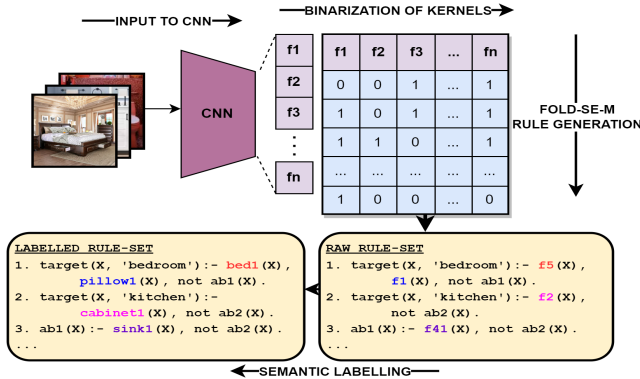 INPUT TO CNN
BINARIZATION OF KERNELS
CNN
f1
f2
f3
fn
f1 f2 f3 ... fn
0 0 1 ... 1
1 0 1 ... 1
1 1 0 ... 1
... ... ... ... ...
1 0 0 ... 0
FOLD-SE-M
RULE GENERATION
LABELLED RULE-SET
1. target(X, 'bedroom'):- bed1(X),
pillow1(X), not ab1(X).
2. target(X, 'kitchen'):-
cabinet1(X), not ab2(X).
3. ab1(X):- sink1(X), not ab2(X).
...
RAW RULE-SET
1. target(X, 'bedroom'):- f5(X),
f1(X), not ab1(X).
2. target(X, 'kitchen'):- f2(X),
not ab2(X).
3. ab1(X):- f41(X), not ab2(X).
...
SEMANTIC LABELLING